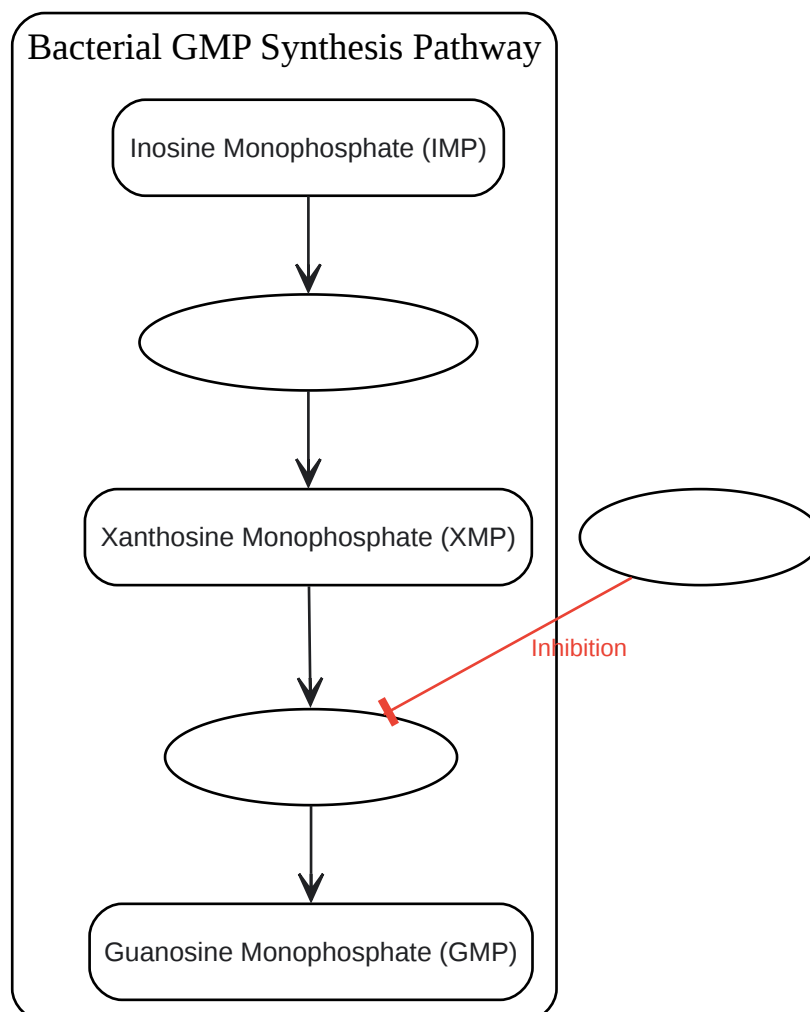 Bacterial GMP Synthesis Pathway
Inosine Monophosphate (IMP)
Xanthosine Monophosphate (XMP)
Inhibition
Guanosine Monophosphate (GMP)